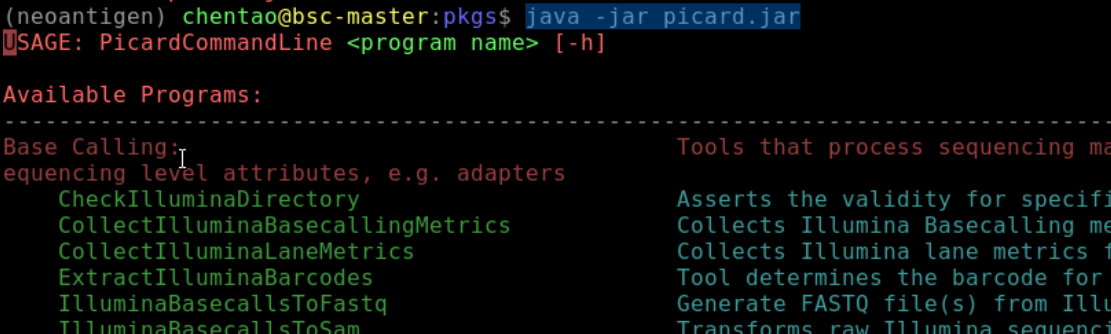 (neoantigen) chentao@bsc-master:pkgs$ java -jar picard.jar
USAGE: PicardCommandLine <program name> [-h]
Available Programs:
--------------------------------------------------------------------------------------
Base Calling: Tools that process sequencing ma
equencing level attributes, e.g. adapters
CheckIlluminaDirectory Asserts the validity for specifi
CollectIlluminaBasecallingMetrics Collects Illumina Basecalling me
CollectIlluminaLaneMetrics Collects Illumina lane metrics f
ExtractIlluminaBarcodes Tool determines the barcode for
IlluminaBasecallsToFastq Generate FASTQ file(s) from Illu
IlluminaBasecallsToSam Transforms raw Illumina sequenci